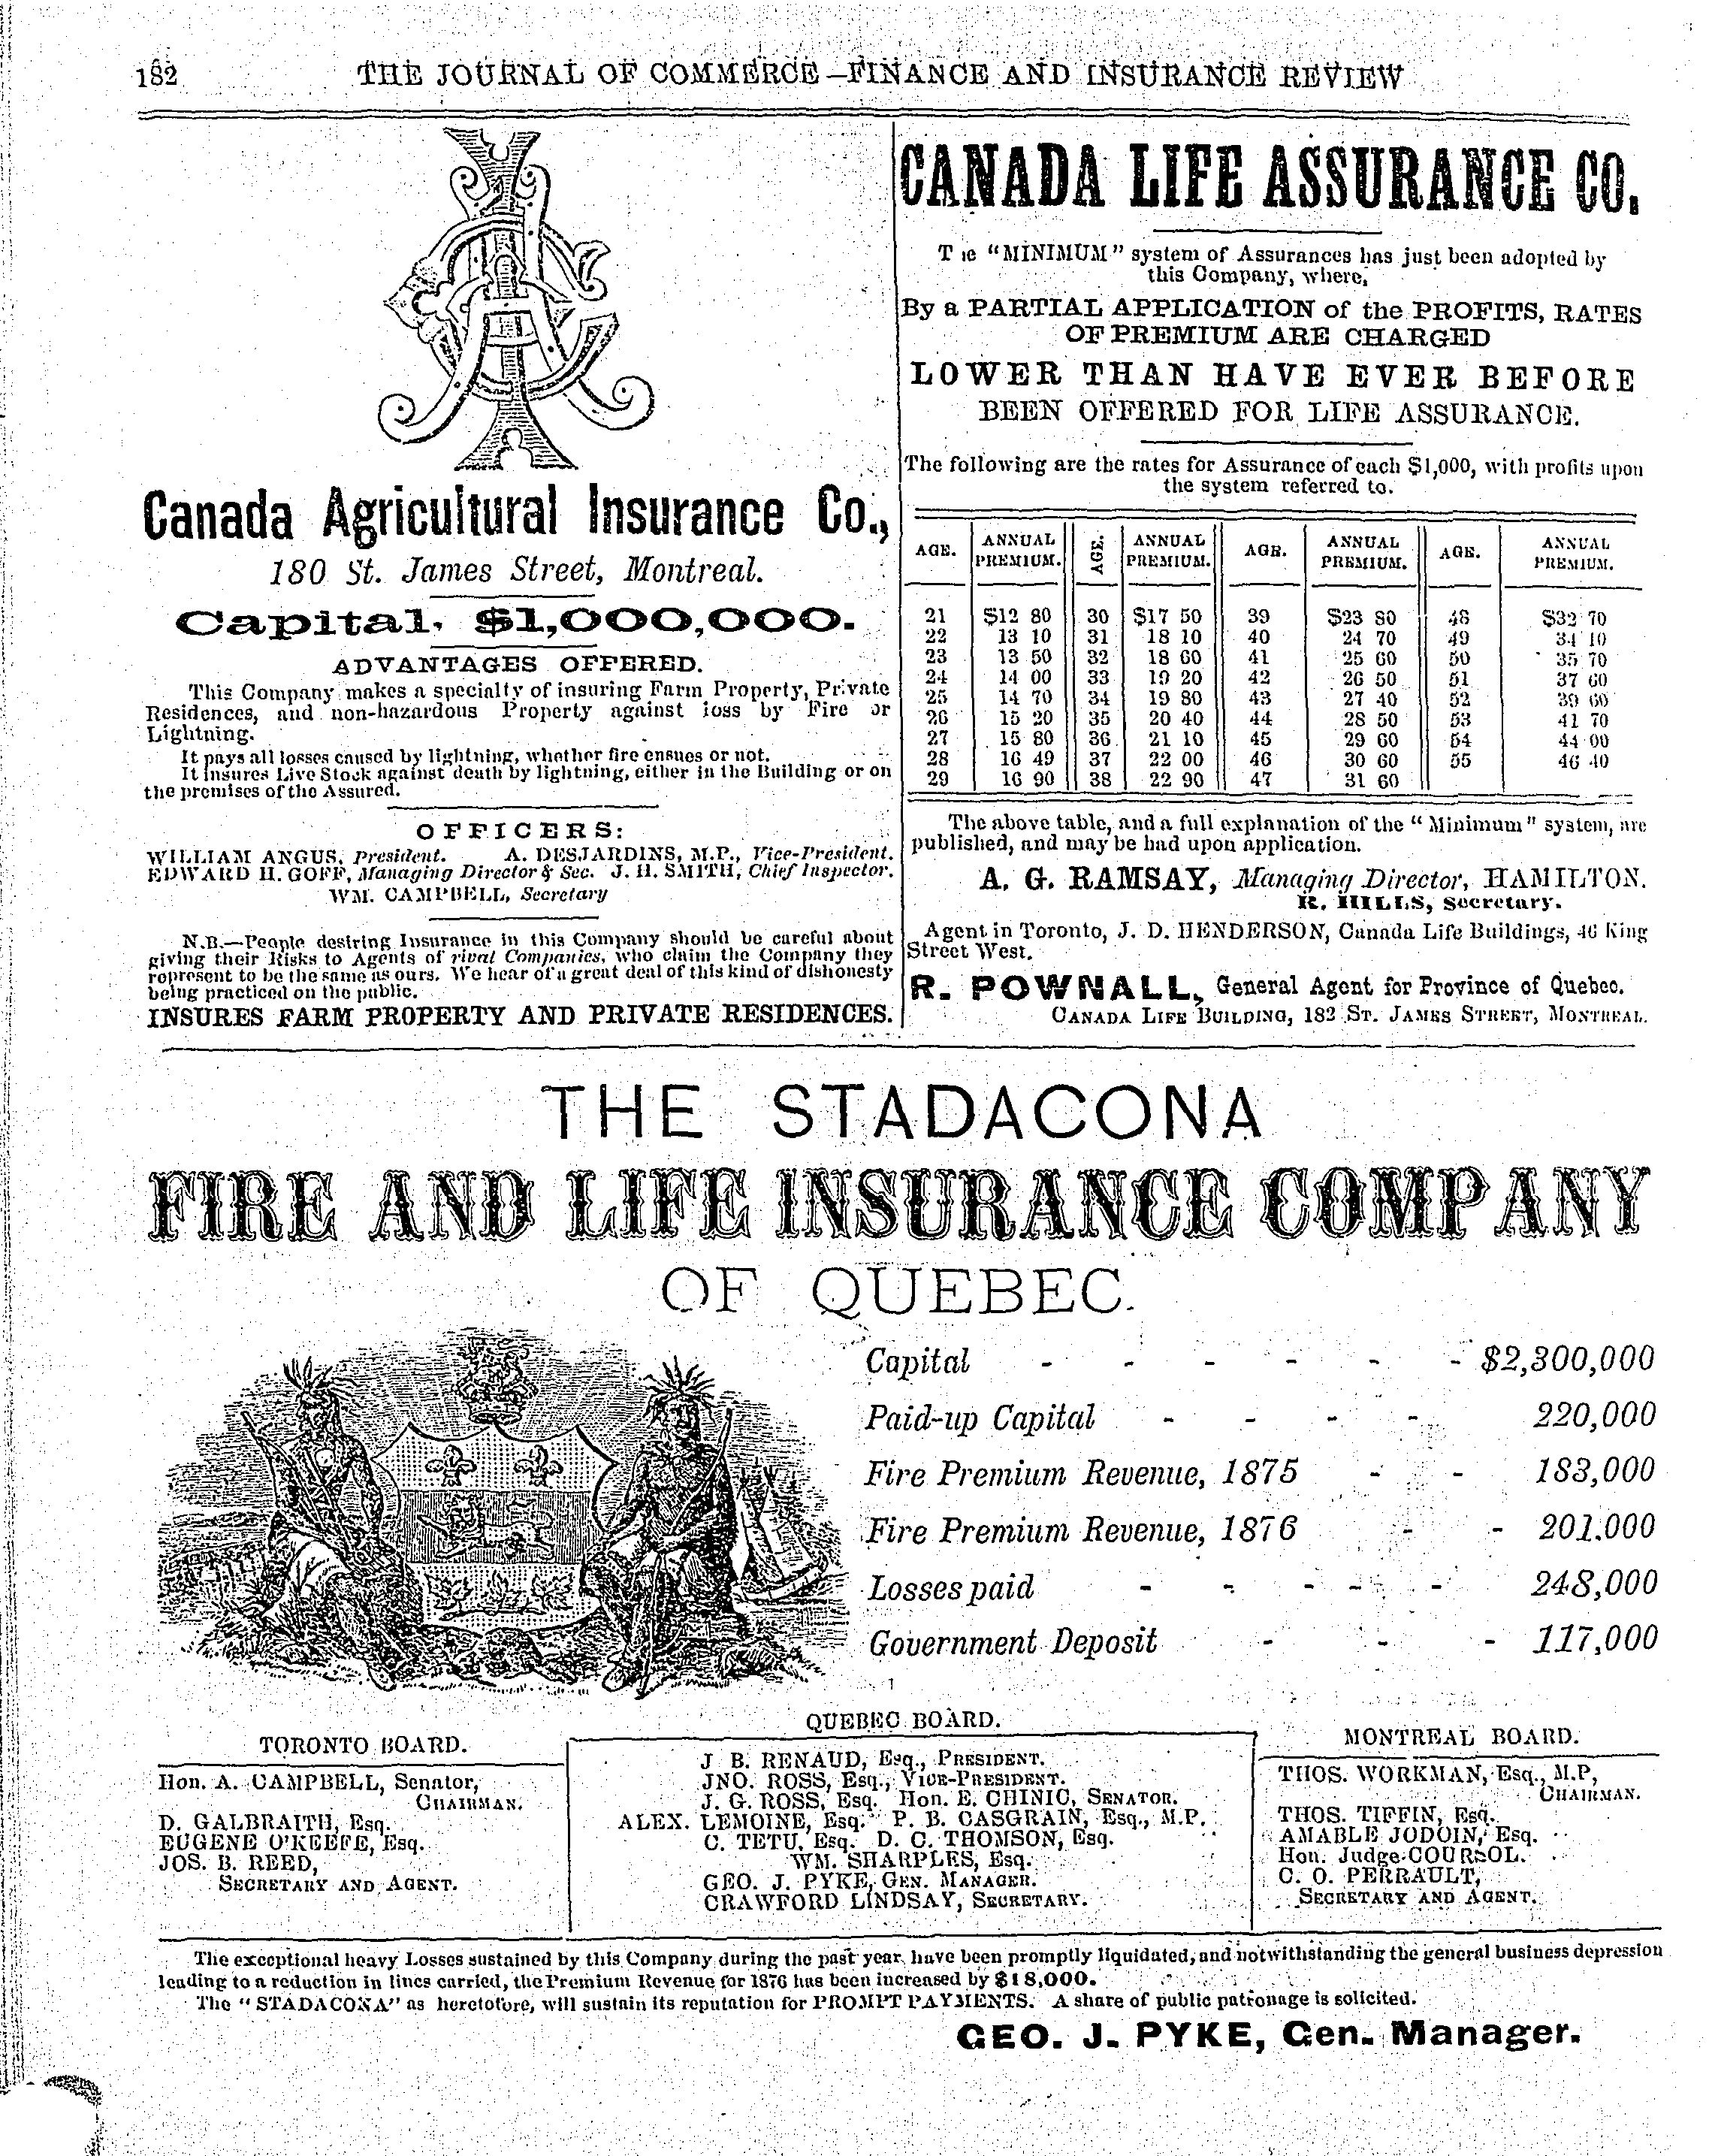 182 THE JOURNAL OF COMMERCE—FINANCE AND INSURANCE REVIEW
Canada Agricultural Insurance Co.,
180 St. James Street, Montreal.
Capital, $1,000,000.
ADVANTAGES OFFERED.
This Company makes a specialty of insuring Farm Property, Private
Residences, and non-hazardous Property against loss by Fire or
Lightning.
It pays all losses caused by lightning, whether fire ensues or not.
It insures Live Stock against death by lightning, either in the Building or on
the premises of the Assured.
OFFICERS:
WILLIAM ANGUS, President. A. DESJARDINS, M.P., Vice-President.
EDWARD H. GOFF, Managing Director & Sec. J. H. SMITH, Chief Inspector.
WM. CAMPBELL, Secretary
N.B.—People desiring Insurance in this Company should be careful about
giving their Risks to Agents of rival Companies, who claim the Company they
represent to be the same as ours. We hear of a great deal of this kind of dishonesty
being practiced on the public.
INSURES FARM PROPERTY AND PRIVATE RESIDENCES.
CANADA LIFE ASSURANCE CO.
T e "MINIMUM" system of Assurances has just been adopted by
this Company, where,
By a PARTIAL APPLICATION of the PROFITS, RATES
OF PREMIUM ARE CHARGED
LOWER THAN HAVE EVER BEFORE
BEEN OFFERED FOR LIFE ASSURANCE.
The following are the rates for Assurance of each $1,000, with profits upon
the system referred to.
AGE. ANNUAL PREMIUM. AGE. ANNUAL PREMIUM. AGE. ANNUAL PREMIUM. AGE. ANNUAL PREMIUM.
21 $12 80 30 $17 50 39 $23 80 48 $32 70
22 13 10 31 18 10 40 24 70 49 34 10
23 13 50 32 18 60 41 25 60 50 35 70
24 14 00 33 19 20 42 26 50 51 37 60
25 14 70 34 19 80 43 27 40 52 39 60
26 15 20 35 20 40 44 28 50 53 41 70
27 15 80 36 21 10 45 29 60 54 44 00
28 16 49 37 22 00 46 30 60 55 46 40
29 16 90 38 22 90 47 31 60
The above table, and a full explanation of the "Minimum" system, are
published, and may be had upon application.
A. G. RAMSAY, Managing Director, HAMILTON.
R. HILLS, Secretary.
Agent in Toronto, J. D. HENDERSON, Canada Life Buildings, 46 King
Street West.
R. POWNALL, General Agent for Province of Quebec.
CANADA LIFE BUILDING, 182 ST. JAMES STREET, MONTREAL.
THE STADACONA
FIRE AND LIFE INSURANCE COMPANY
OF QUEBEC.
Capital - - - - - - $2,300,000
Paid-up Capital - - - - 220,000
Fire Premium Revenue, 1875 - - 183,000
Fire Premium Revenue, 1876 - - 201.000
Losses paid - - - - - 248,000
Government Deposit - - - 117,000
TORONTO BOARD.
Hon. A. CAMPBELL, Senator,
CHAIRMAN.
D. GALBRAITH, Esq.
EUGENE O'KEEFE, Esq.
JOS. B. REED,
SECRETARY AND AGENT.
QUEBEC BOARD.
J B. RENAUD, Esq., PRESIDENT.
JNO. ROSS, Esq., VICE-PRESIDENT.
J. G. ROSS, Esq. Hon. E. CHINIC, SENATOR.
ALEX. LEMOINE, Esq. P. B. CASGRAIN, Esq., M.P.
C. TETU, Esq. D. C. THOMSON, Esq.
WM. SHARPLES, Esq.
GEO. J. PYKE, GEN. MANAGER.
CRAWFORD LINDSAY, SECRETARY.
MONTREAL BOARD.
THOS. WORKMAN, Esq., M.P,
CHAIRMAN.
THOS. TIFFIN, Esq.
AMABLE JODOIN, Esq.
Hon. Judge COURSOL.
C. O. PERRAULT,
SECRETARY AND AGENT.
The exceptional heavy Losses sustained by this Company during the past year, have been promptly liquidated, and notwithstanding the general business depression
leading to a reduction in lines carried, the Premium Revenue for 1876 has been increased by $18,000.
The "STADACONA" as heretofore, will sustain its reputation for PROMPT PAYMENTS. A share of public patronage is solicited.
GEO. J. PYKE, Gen. Manager.